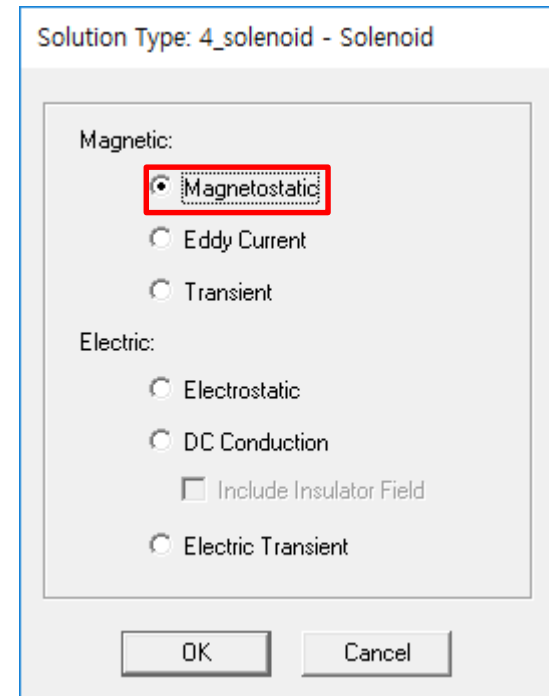 Solution Type: 4_solenoid - Solenoid
Magnetic:
Magnetostatic
Eddy Current
Transient
Electric:
Electrostatic
DC Conduction
Include Insulator Field
Electric Transient
OK Cancel